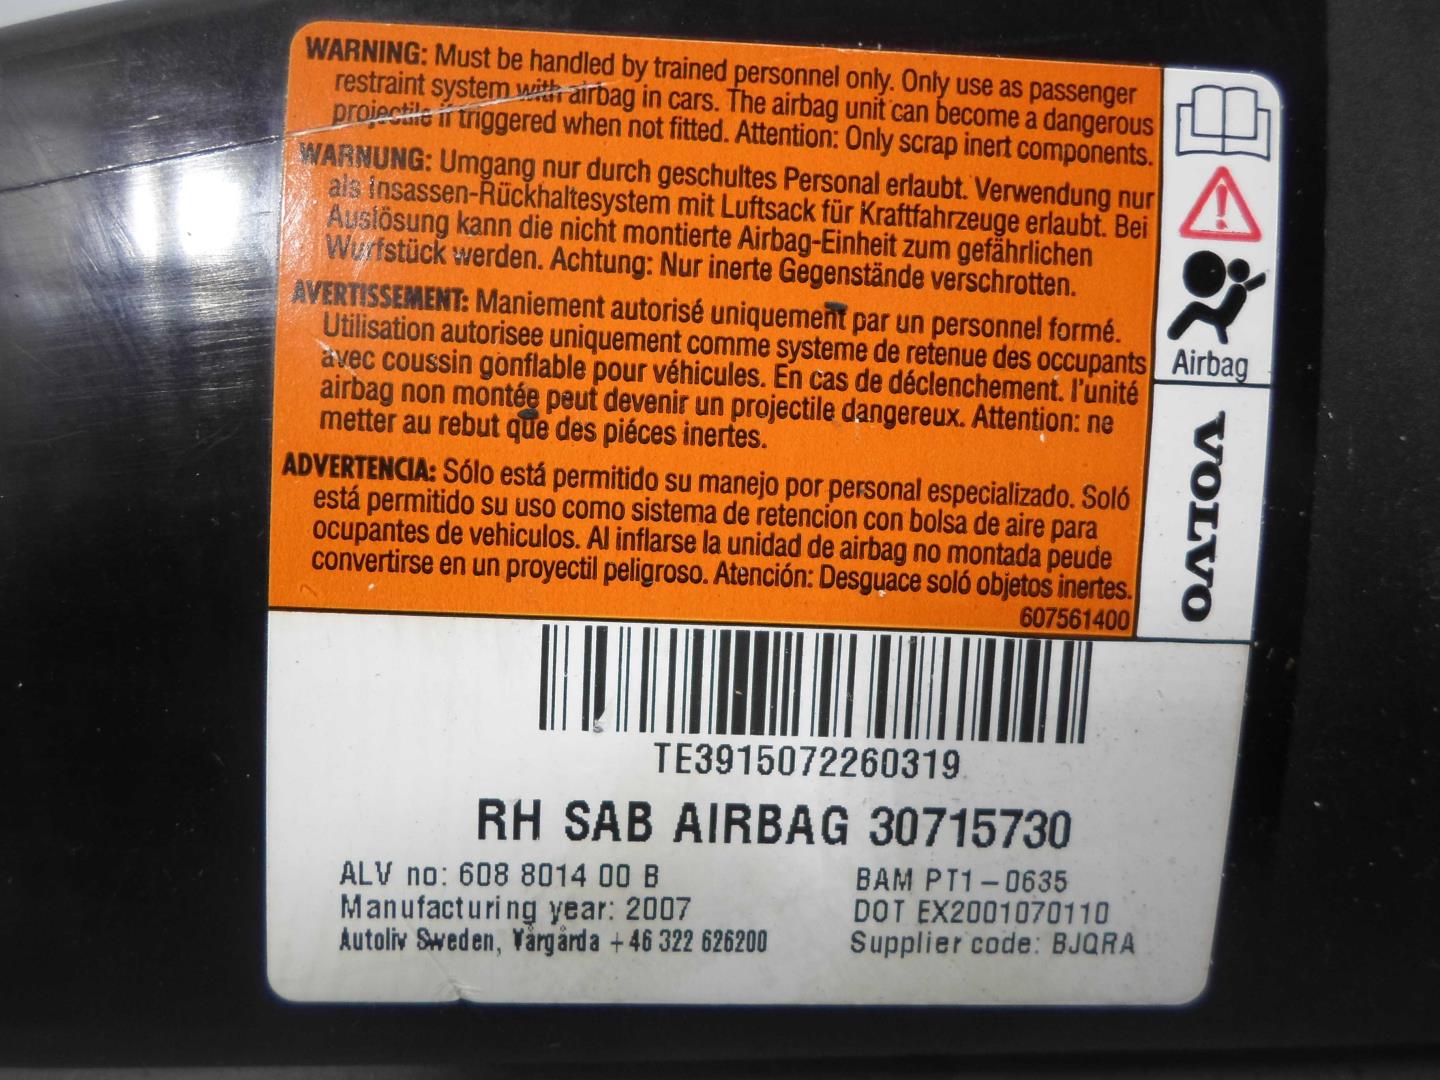 WARNING: Must be handled by trained personnel only. Only use as passenger
restraint system with airbag in cars. The airbag unit can become a dangerous
projectile if triggered when not fitted. Attention: Only scrap inert components.
WARNUNG: Umgang nur durch geschultes Personal erlaubt. Verwendung nur
als Insassen-Rückhaltesystem mit Luftsack für Kraftfahrzeuge erlaubt. Bei
Auslösung kann die nicht montierte Airbag-Einheit zum gefährlichen
Wurfstück werden. Achtung: Nur inerte Gegenstände verschrotten.
AVERTISSEMENT: Maniement autorisé uniquement par un personnel formé.
Utilisation autorisee uniquement comme systeme de retenue des occupants
avec coussin gonflable pour véhicules. En cas de déclenchement. l'unité
airbag non montée peut devenir un projectile dangereux. Attention: ne
metter au rebut que des piéces inertes.
ADVERTENCIA: Sólo está permitido su manejo por personal especializado. Soló
está permitido su uso como sistema de retencion con bolsa de aire para
ocupantes de vehiculos. Al inflarse la unidad de airbag no montada peude
convertirse en un proyectil peligroso. Atención: Desguace soló objetos inertes.
607561400
Airbag
VOLVO
TE3915072260319
RH SAB AIRBAG 30715730
ALV no: 608 8014 00 B
BAM PT1-0635
Manufacturing year: 2007
DOT EX2001070110
Autoliv Sweden, Vårgårda +46 322 626200
Supplier code: BJQRA